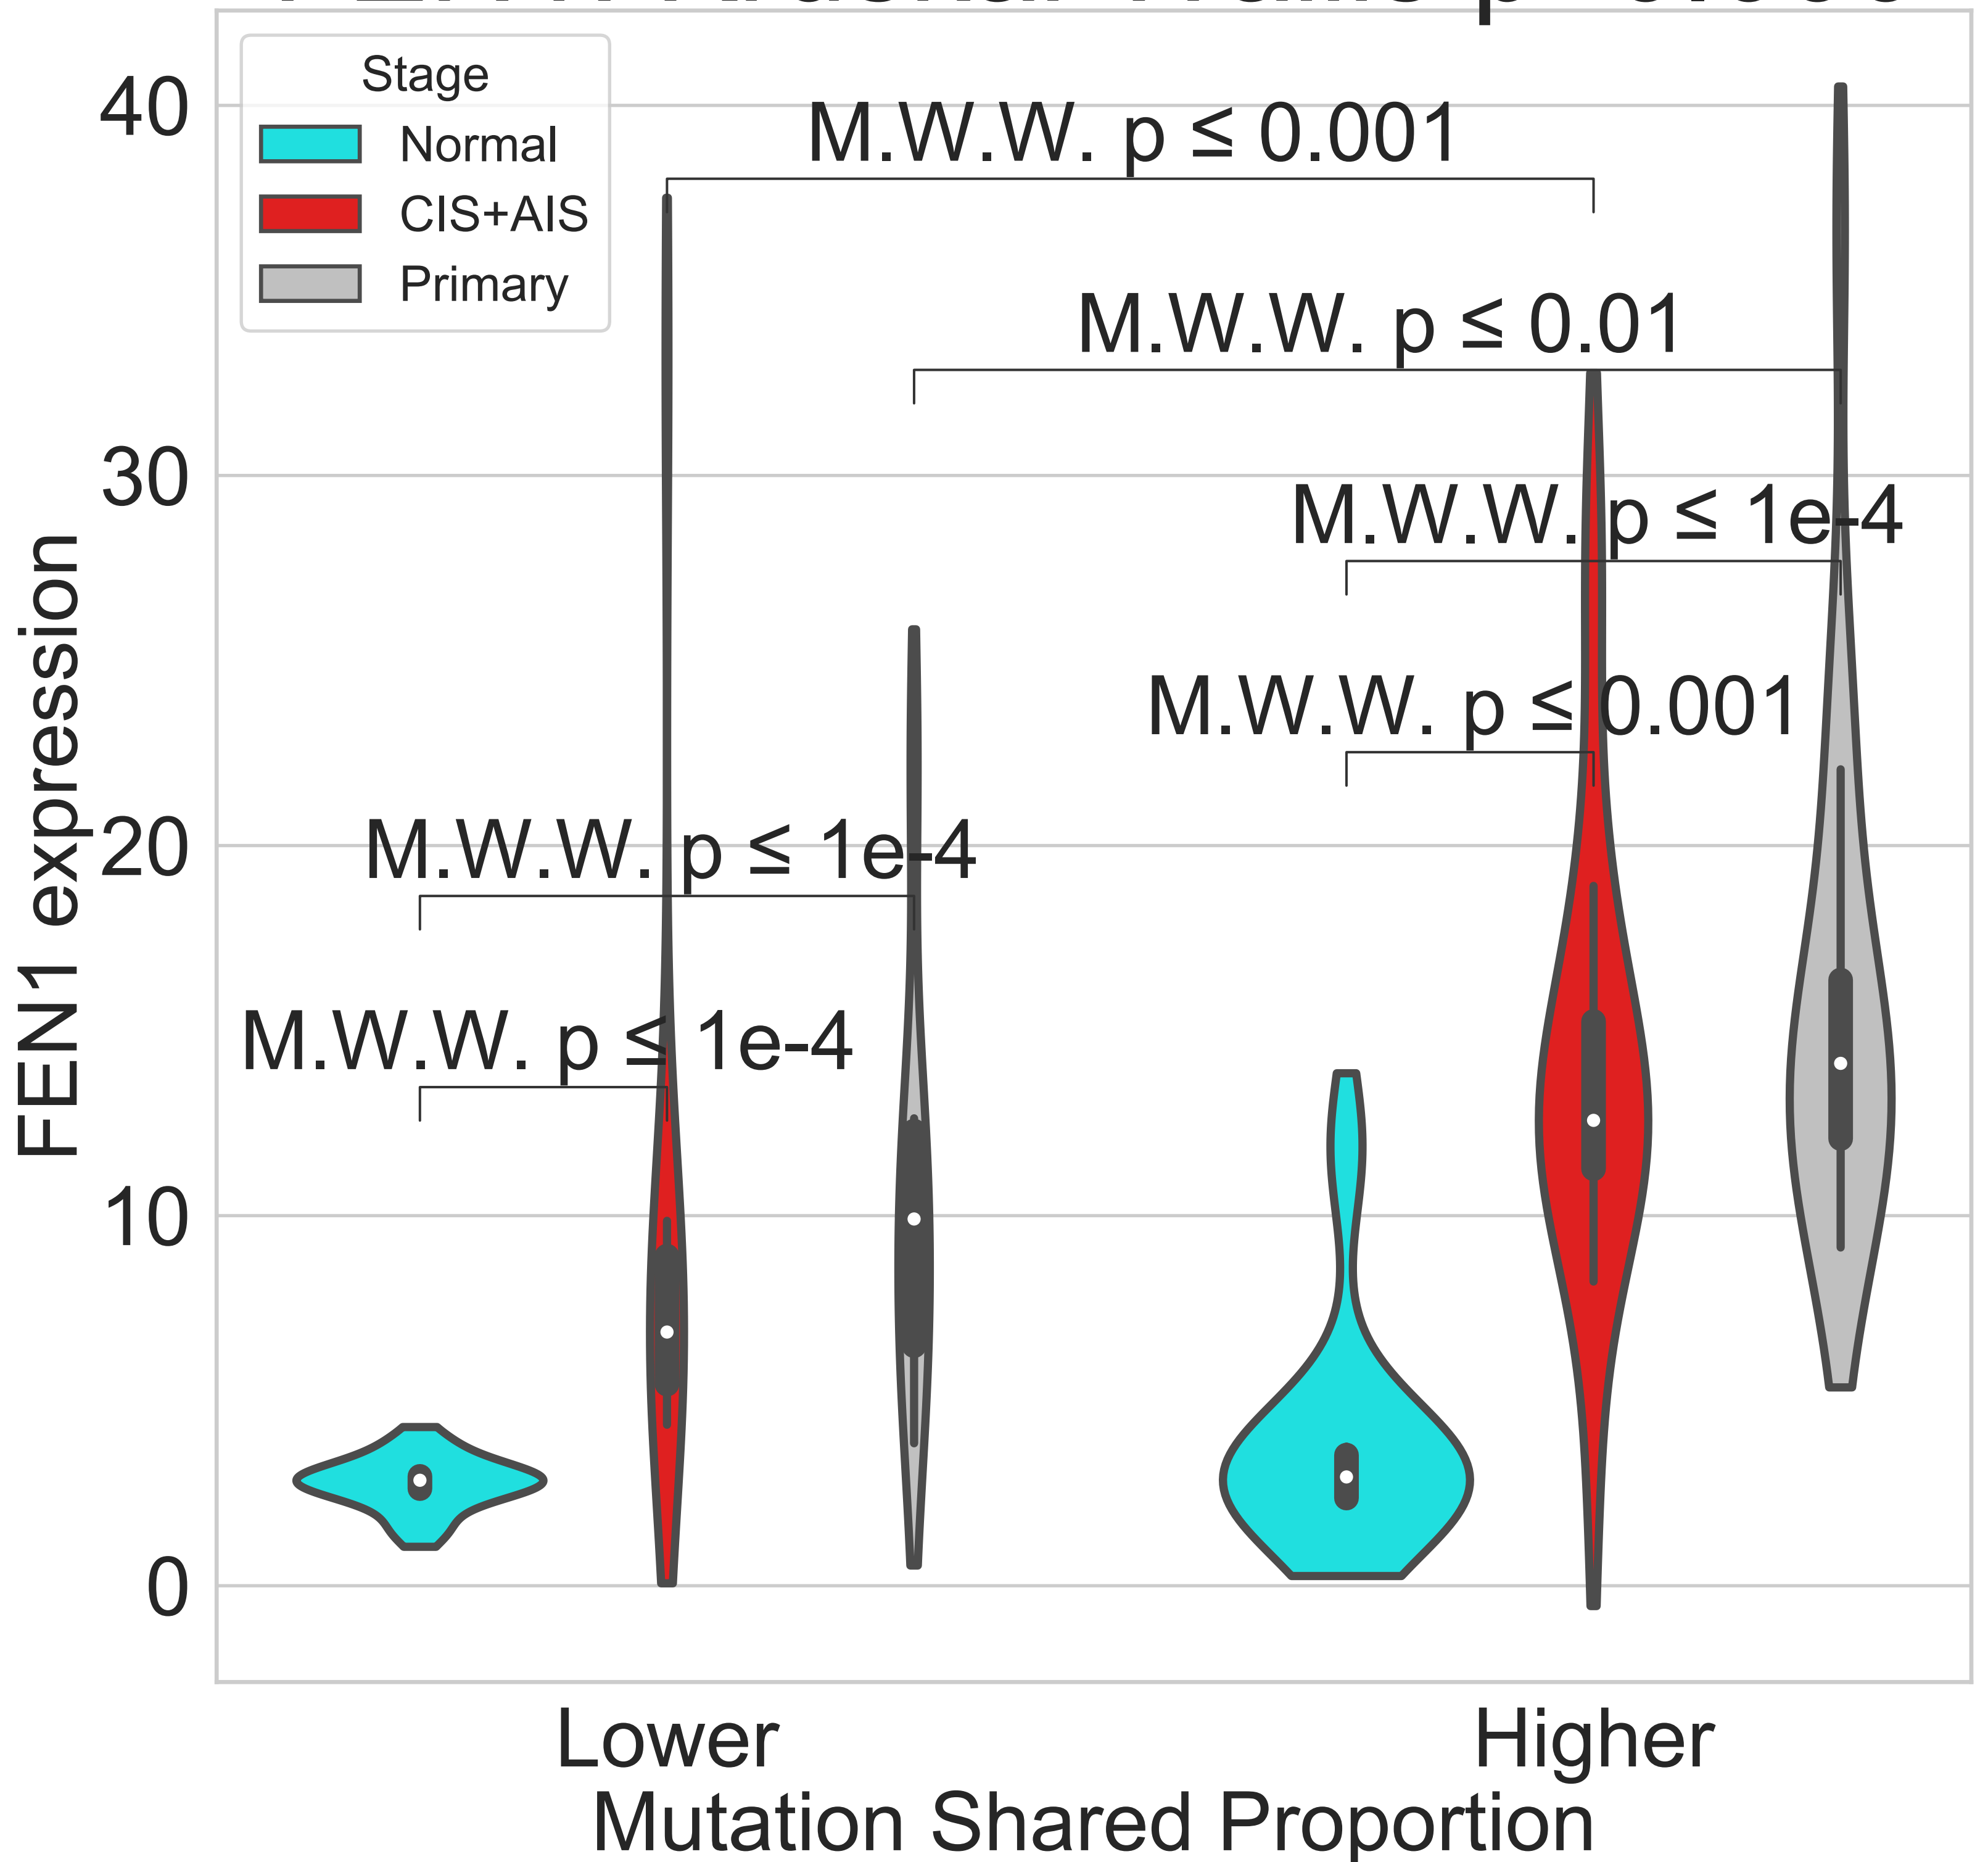 Stage
Normal
CIS+AIS
Primary
M.W.W. p ≤ 0.001
M.W.W. p ≤ 0.01
M.W.W. p ≤ 1e-4
M.W.W. p ≤ 0.001
M.W.W. p ≤ 1e-4
M.W.W. p ≤ 1e-4
40
30
20
10
0
FEN1 expression
Lower
Higher
Mutation Shared Proportion